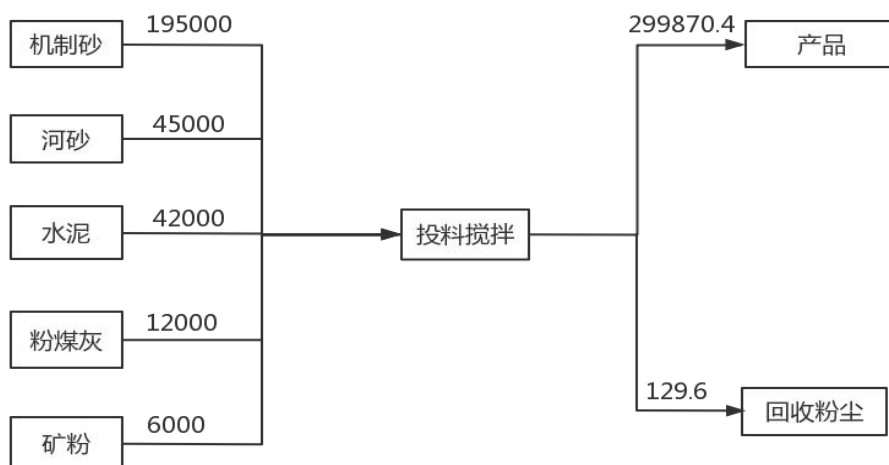 机制砂
195000
河砂
45000
水泥
42000
粉煤灰
12000
矿粉
6000
投料搅拌
299870.4
产品
129.6
回收粉尘